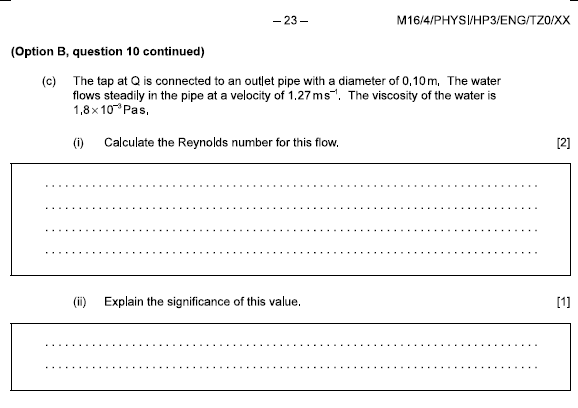 – 23 –
M16/4/PHYSI/HP3/ENG/TZ0/XX
(Option B, question 10 continued)
(c) The tap at Q is connected to an outlet pipe with a diameter of 0.10 m. The water
flows steadily in the pipe at a velocity of 1.27 m s⁻¹. The viscosity of the water is
1.8 × 10⁻³ Pa s.
(i) Calculate the Reynolds number for this flow. [2]
(ii) Explain the significance of this value. [1]